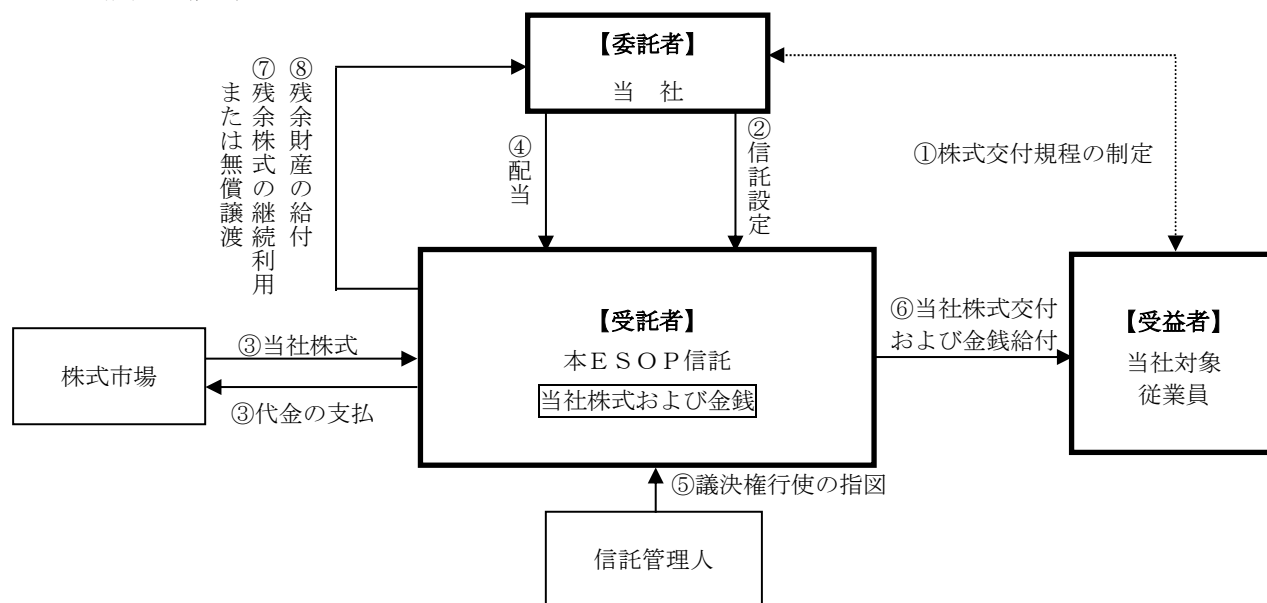 【委託者】
当 社
⑧残余財産の給付
⑦残余株式の継続利用
または無償譲渡
④配当
②信託設定
①株式交付規程の制定
【受託者】
本ESOP信託
当社株式および金銭
⑥当社株式交付
および金銭給付
【受益者】
当社対象
従業員
株式市場
③当社株式
③代金の支払
⑤議決権行使の指図
信託管理人